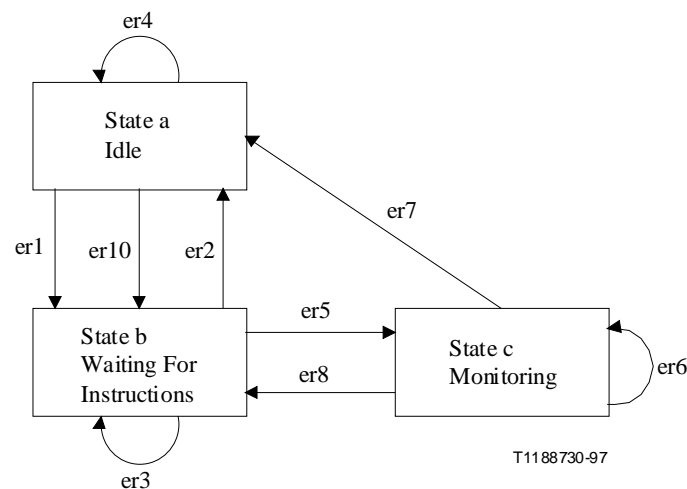 er4
State a
Idle
er7
er1
er10
er2
er5
State b
Waiting For
Instructions
State c
Monitoring
er8
er6
er3
T1188730-97